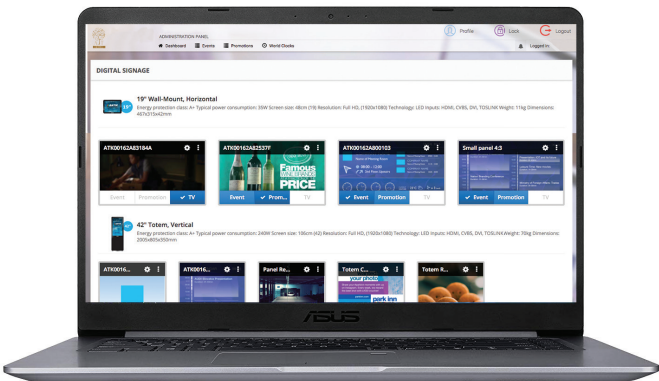 Profile
Lock
Logout
ADMINISTRATION PANEL
Dashboard
Events
Promotions
World Clocks
Logged in:
DIGITAL SIGNAGE
19" Wall-Mount, Horizontal
Energy protection class: A+ Typical power consumption: 35W Screen size: 48cm (19) Resolution: Full HD, (1920x1080) Technology: LED Inputs: HDMI, CVBS, DVI, TOSLINK Weight: 11kg Dimensions:
467x315x42mm
19"
ATK00162A83184A
ATK00162A82537F
ATK00162A800103
Small panel 4:3
Famous
PRICE
Event
Promotion
✓ TV
Event
✓ Prom...
TV
✓ Event
Promotion
TV
✓ Event
Promotion
TV
42" Totem, Vertical
Energy protection class: A+ Typical power consumption: 240W Screen size: 106cm (42) Resolution: Full HD, (1920x1080) Technology: LED Inputs: HDMI, CVBS, DVI, TOSLINK Weight: 70kg Dimensions:
2005x805x550mm
ATK0016...
ATK0016...
Panel Re...
Totem C...
Totem R...
your photo
park inn
ASUS